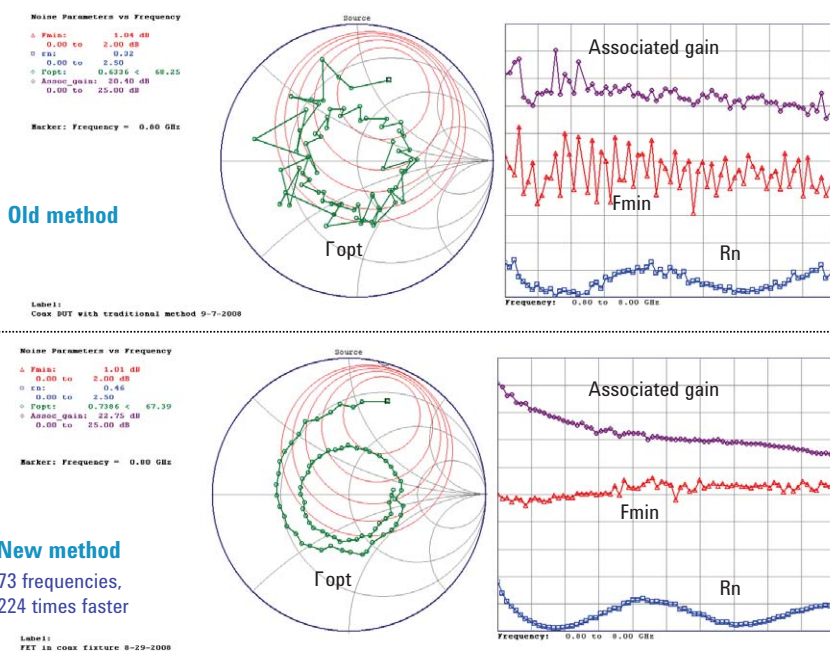 Noise Parameters vs Frequency
Fmin: 1.04 dB
0.00 to 2.00 dB
rn: 0.32
0.00 to 2.50
Γopt: 0.6336 < 68.25
Assoc_gain: 20.48 dB
0.00 to 25.00 dB
Marker: Frequency = 0.80 GHz
Old method
Label:
Coax DUT with traditional method 9-7-2008
Source
Γopt
Associated gain
Fmin
Rn
Frequency: 0.80 to 8.00 GHz
Noise Parameters vs Frequency
Fmin: 1.01 dB
0.00 to 2.00 dB
rn: 0.46
0.00 to 2.50
Γopt: 0.7386 < 67.39
Assoc_gain: 22.75 dB
0.00 to 25.00 dB
Marker: Frequency = 0.80 GHz
New method
73 frequencies,
224 times faster
Label:
FET in coax fixture 8-29-2008
Source
Γopt
Associated gain
Fmin
Rn
Frequency: 0.80 to 8.00 GHz